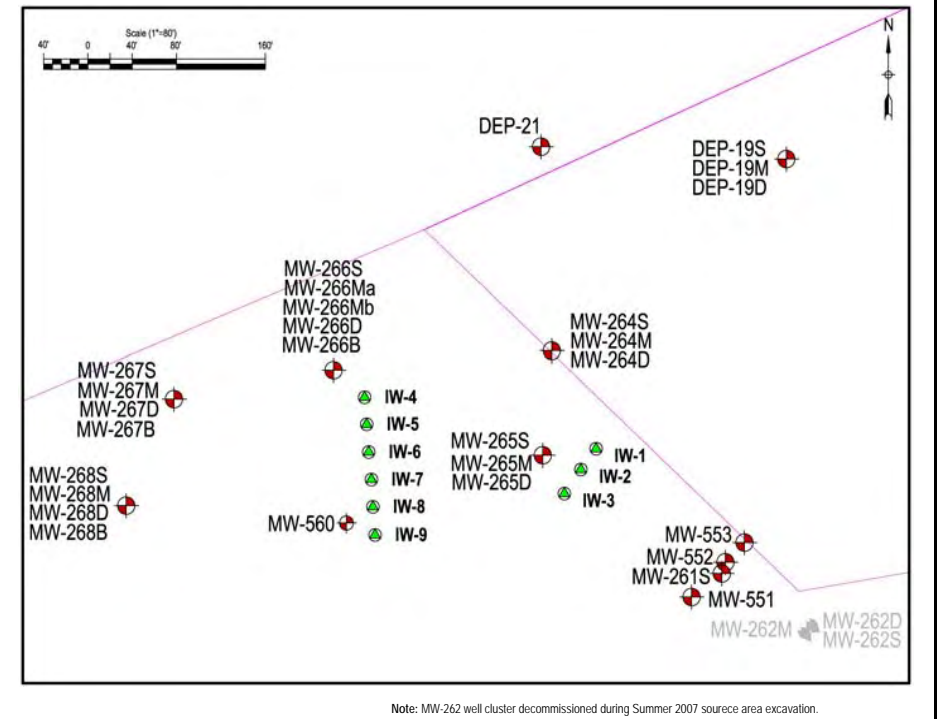 Scale (1"=80')
40' 0 40' 80' 160'
N
DEP-21
DEP-19S
DEP-19M
DEP-19D
MW-266S
MW-266Ma
MW-266Mb
MW-266D
MW-266B
MW-264S
MW-264M
MW-264D
MW-267S
MW-267M
MW-267D
MW-267B
IW-4
IW-5
IW-6
IW-7
IW-8
IW-9
MW-265S
MW-265M
MW-265D
IW-1
IW-2
IW-3
MW-268S
MW-268M
MW-268D
MW-268B
MW-560
MW-553
MW-552
MW-261S
MW-551
MW-262M
MW-262D
MW-262S
Note: MW-262 well cluster decommissioned during Summer 2007 sourece area excavation.